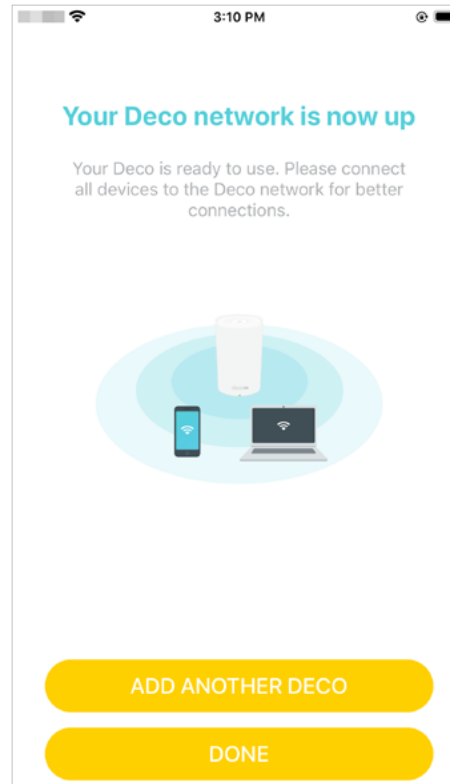 3:10 PM
Your Deco network is now up
Your Deco is ready to use. Please connect
all devices to the Deco network for better
connections.
ADD ANOTHER DECO
DONE